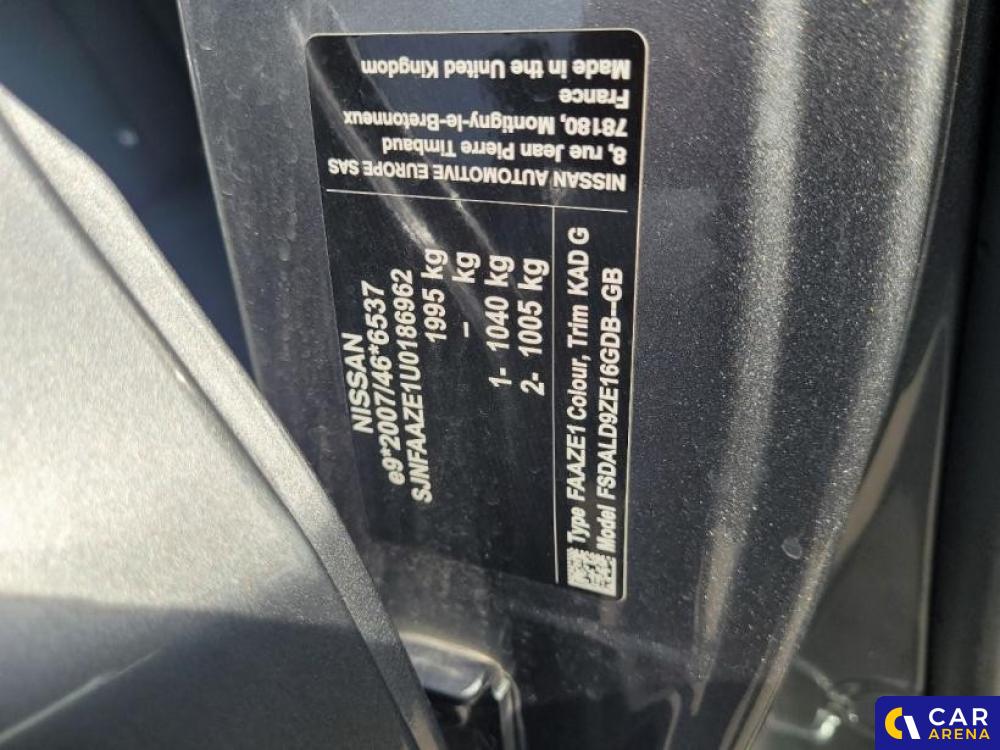 NISSAN AUTOMOTIVE EUROPE SAS
8, rue Jean Pierre Timbaud
78180, Montigny-le-Bretonneux
France
Made in the United Kingdom
NISSAN
e9*2007/46*6537
SJNFAAZE1U0186962
1995 kg
– kg
1- 1040 kg
2- 1005 kg
Type FAAZE1 Colour, Trim KAD G
Model FSDALD9ZE16GDB-GB
CAR
ARENA